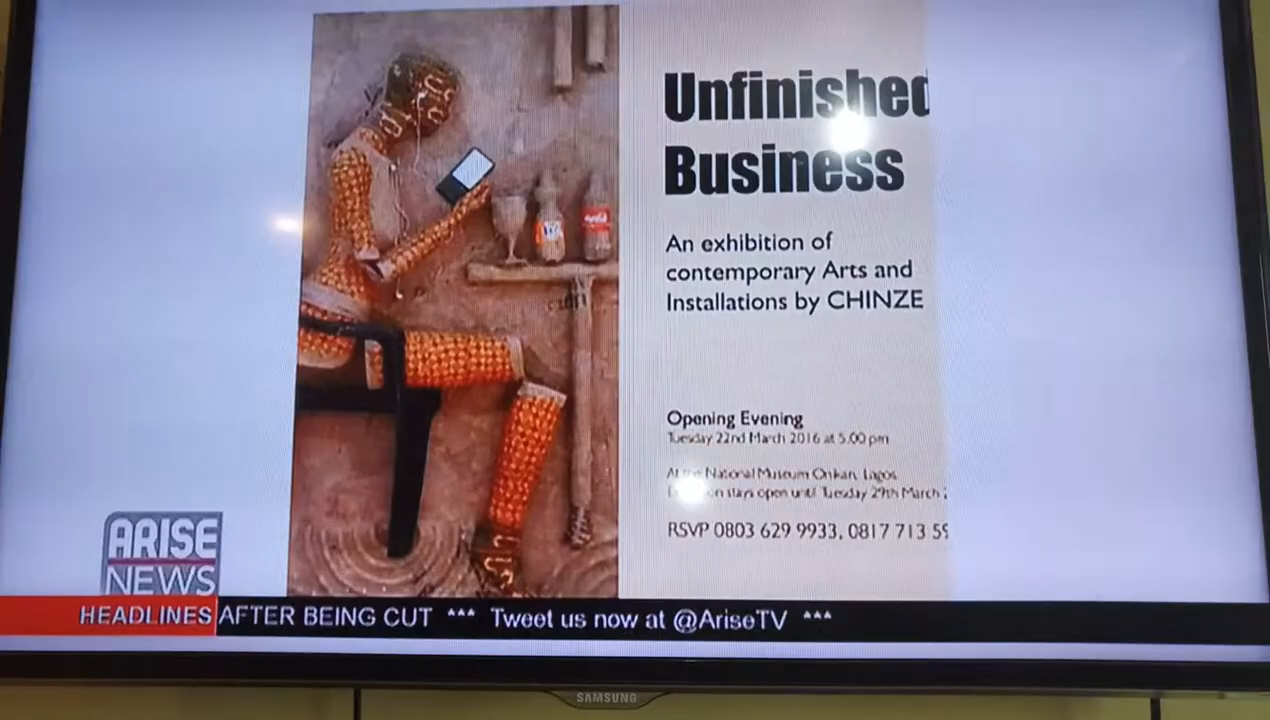 Unfinished
Business
An exhibition of
contemporary Arts and
Installations by CHINZE
Opening Evening
Tuesday 22nd March 2016 at 5.00 pm
At the National Museum Onikan, Lagos
stays open until Tuesday 29th March
RSVP 0803 629 9933, 0817 713 59
ARISE
NEWS
HEADLINES AFTER BEING CUT *** Tweet us now at @AriseTV ***
SAMSUNG